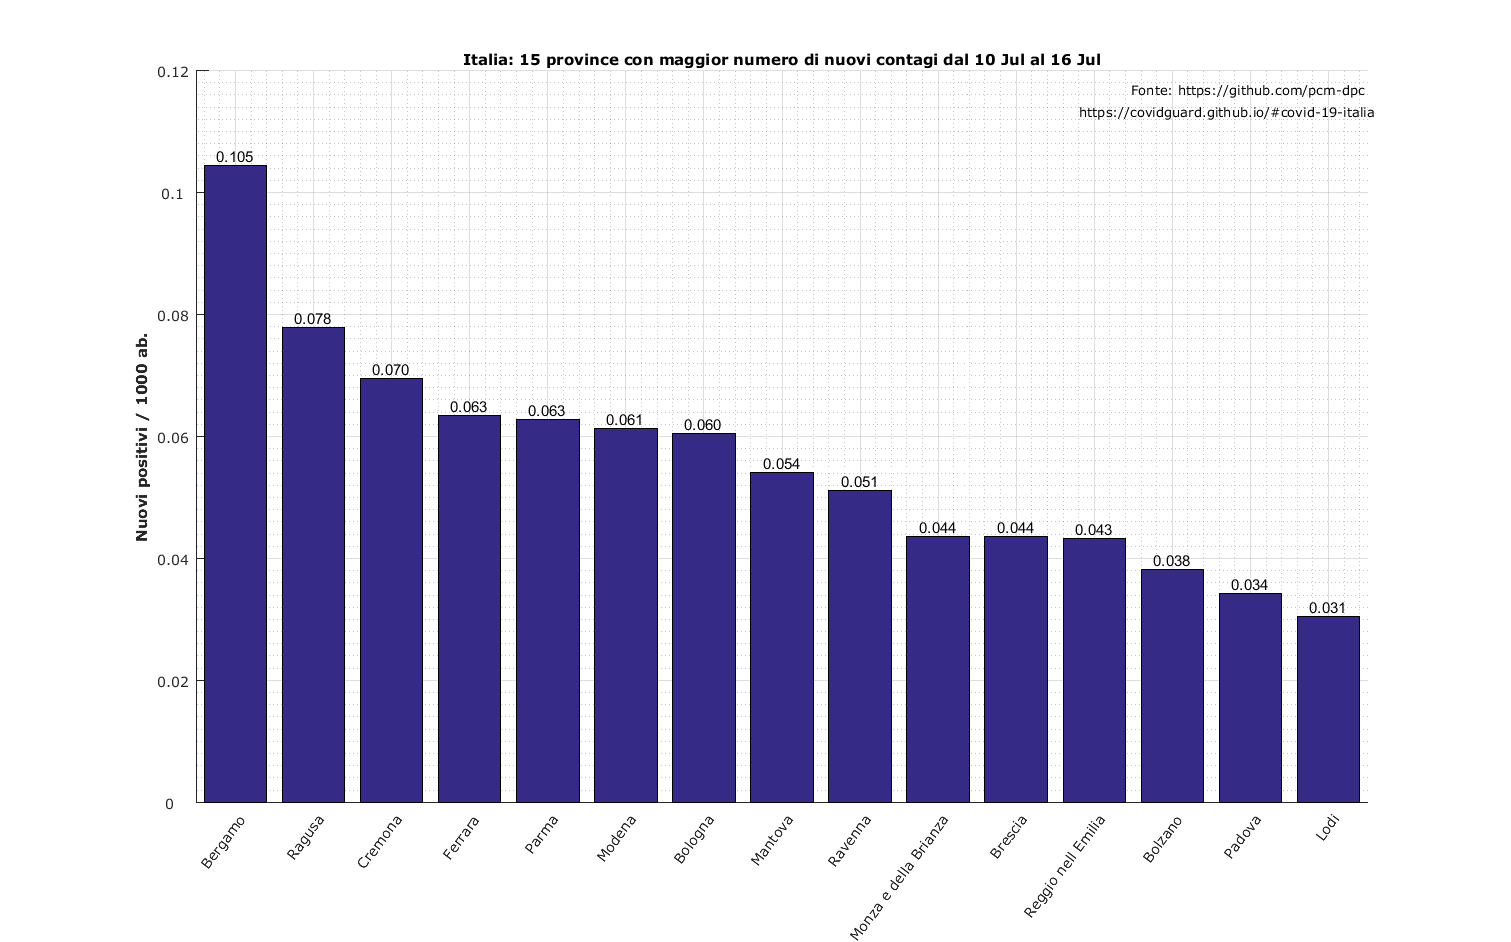 Italia: 15 province con maggior numero di nuovi contagi dal 10 Jul al 16 Jul
Fonte: https://github.com/pcm-dpc
https://covidguard.github.io/#covid-19-italia
Nuovi positivi / 1000 ab.
0.12
0.1
0.08
0.06
0.04
0.02
0
0.105
0.078
0.070
0.063
0.063
0.061
0.060
0.054
0.051
0.044
0.044
0.043
0.038
0.034
0.031
Bergamo
Ragusa
Cremona
Ferrara
Parma
Modena
Bologna
Mantova
Ravenna
Monza e della Brianza
Brescia
Reggio nell Emilia
Bolzano
Padova
Lodi